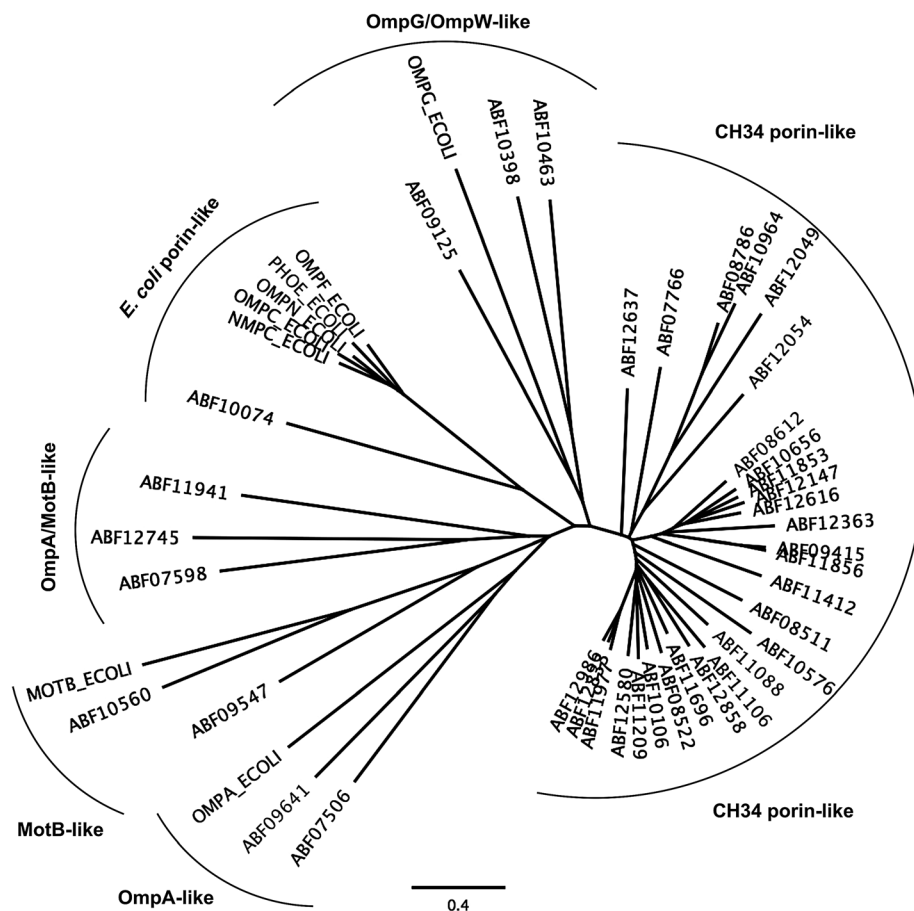 OmpG/OmpW-like
OMPG_ECOLI
ABF10398
ABF10463
ABF09125
CH34 porin-like
ABF12637
ABF07766
ABF08786
ABF10964
ABF12049
ABF12054
ABF08612
ABF10656
ABF11853
ABF12147
ABF12616
ABF12363
ABF09415
ABF11856
ABF11412
ABF08511
ABF10576
ABF11088
ABF11106
ABF12858
ABF11696
ABF08522
ABF10106
ABF11209
ABF12580
ABF11977
ABF12986
CH34 porin-like
E. coli porin-like
OMPF_ECOLI
PHOE_ECOLI
OMPN_ECOLI
OMPC_ECOLI
NMPC_ECOLI
ABF10074
OmpA/MotB-like
ABF11941
ABF12745
ABF07598
MOTB_ECOLI
ABF10560
ABF09547
MotB-like
OMPA_ECOLI
ABF09641
ABF07506
OmpA-like
0.4